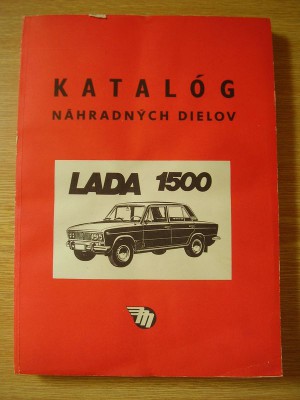 KATALÓG
NÁHRADNÝCH DIELOV
LADA 1500
M